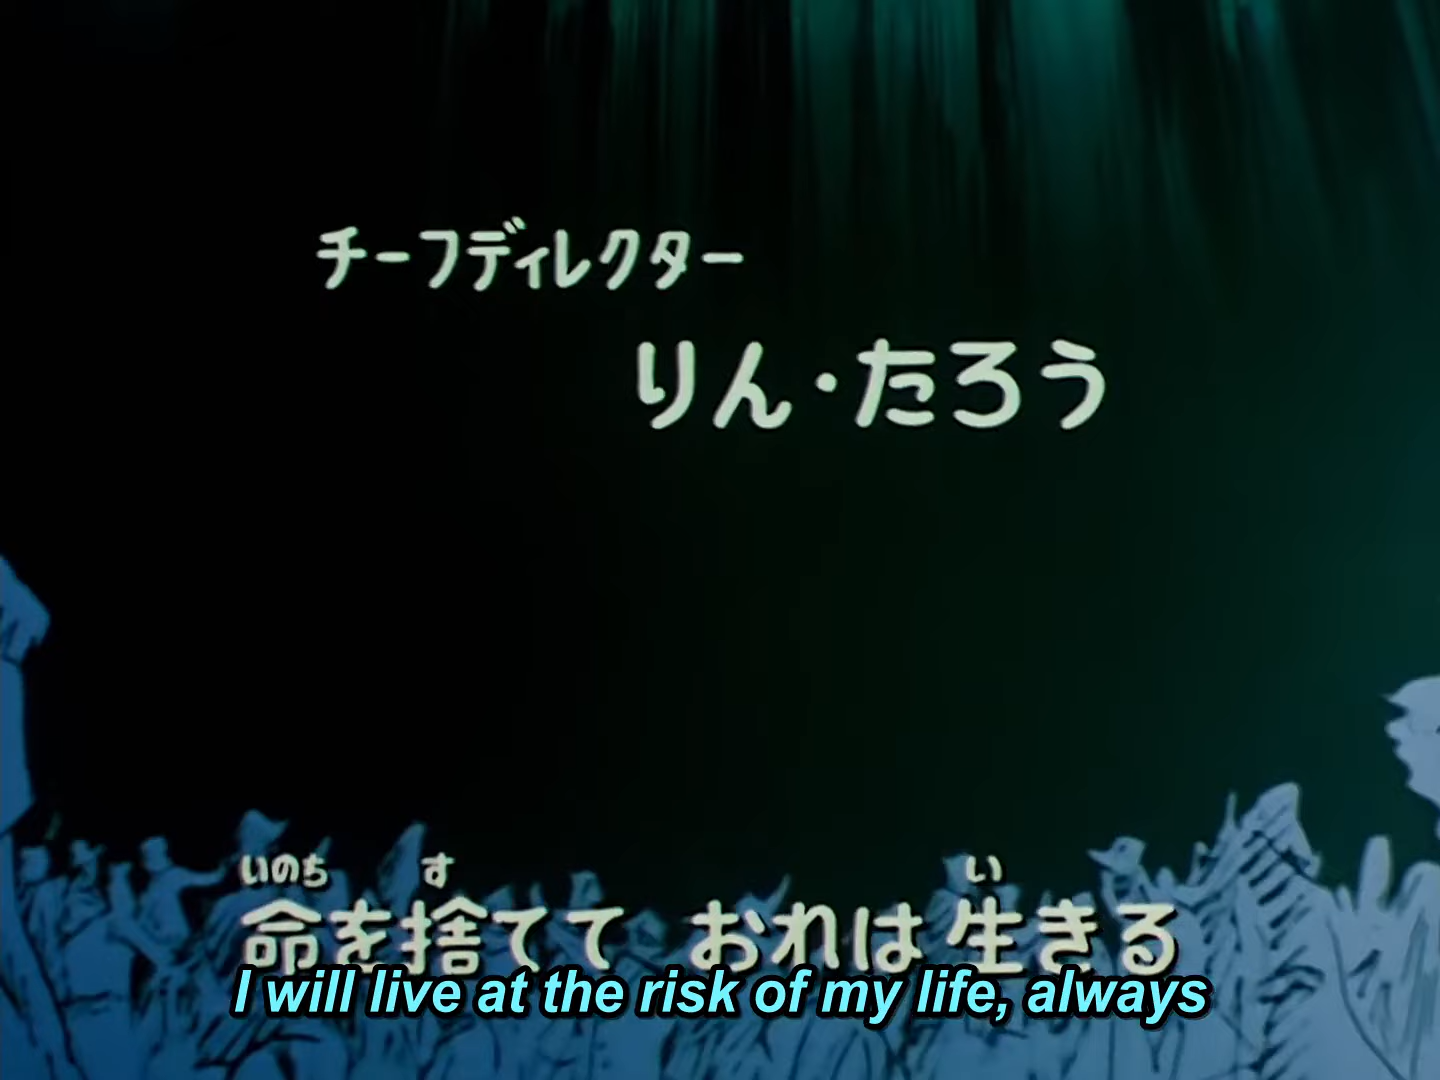 チーフディレクター
りん・たろう
いのち す い
命を捨てて おれは生きる
I will live at the risk of my life, always